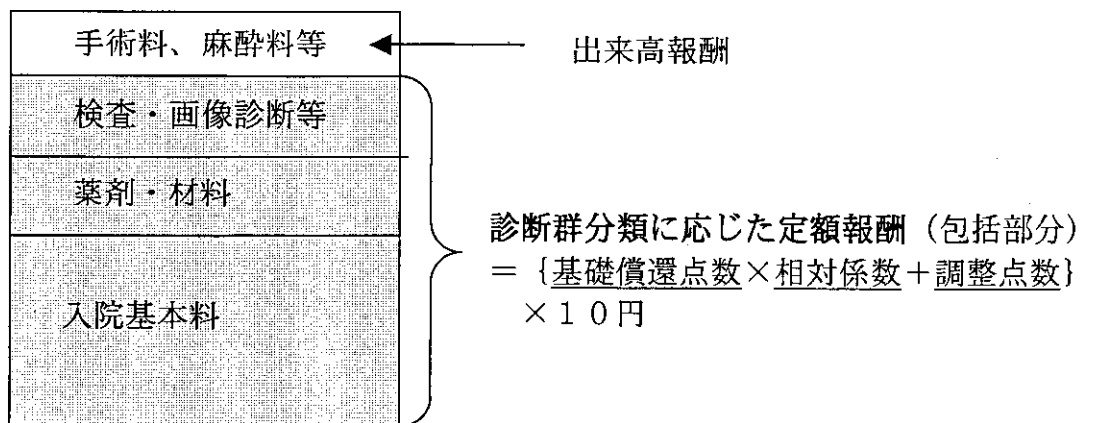 手術料、麻酔料等
出来高報酬
検査・画像診断等
薬剤・材料
入院基本料
診断群分類に応じた定額報酬（包括部分）
＝｛基礎償還点数×相対係数＋調整点数｝
×１０円